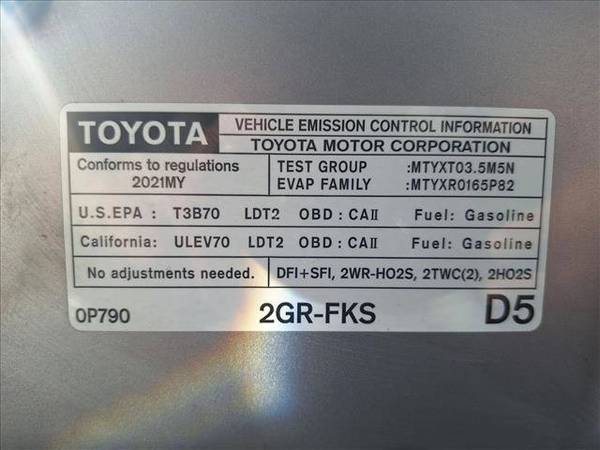 TOYOTA
VEHICLE EMISSION CONTROL INFORMATION
TOYOTA MOTOR CORPORATION
Conforms to regulations
2021MY
TEST GROUP :MTYXT03.5M5N
EVAP FAMILY :MTYXR0165P82
U.S.EPA : T3B70 LDT2 OBD : CAII Fuel: Gasoline
California: ULEV70 LDT2 OBD : CAII Fuel: Gasoline
No adjustments needed. DFI+SFI, 2WR-HO2S, 2TWC(2), 2HO2S
0P790 2GR-FKS D5